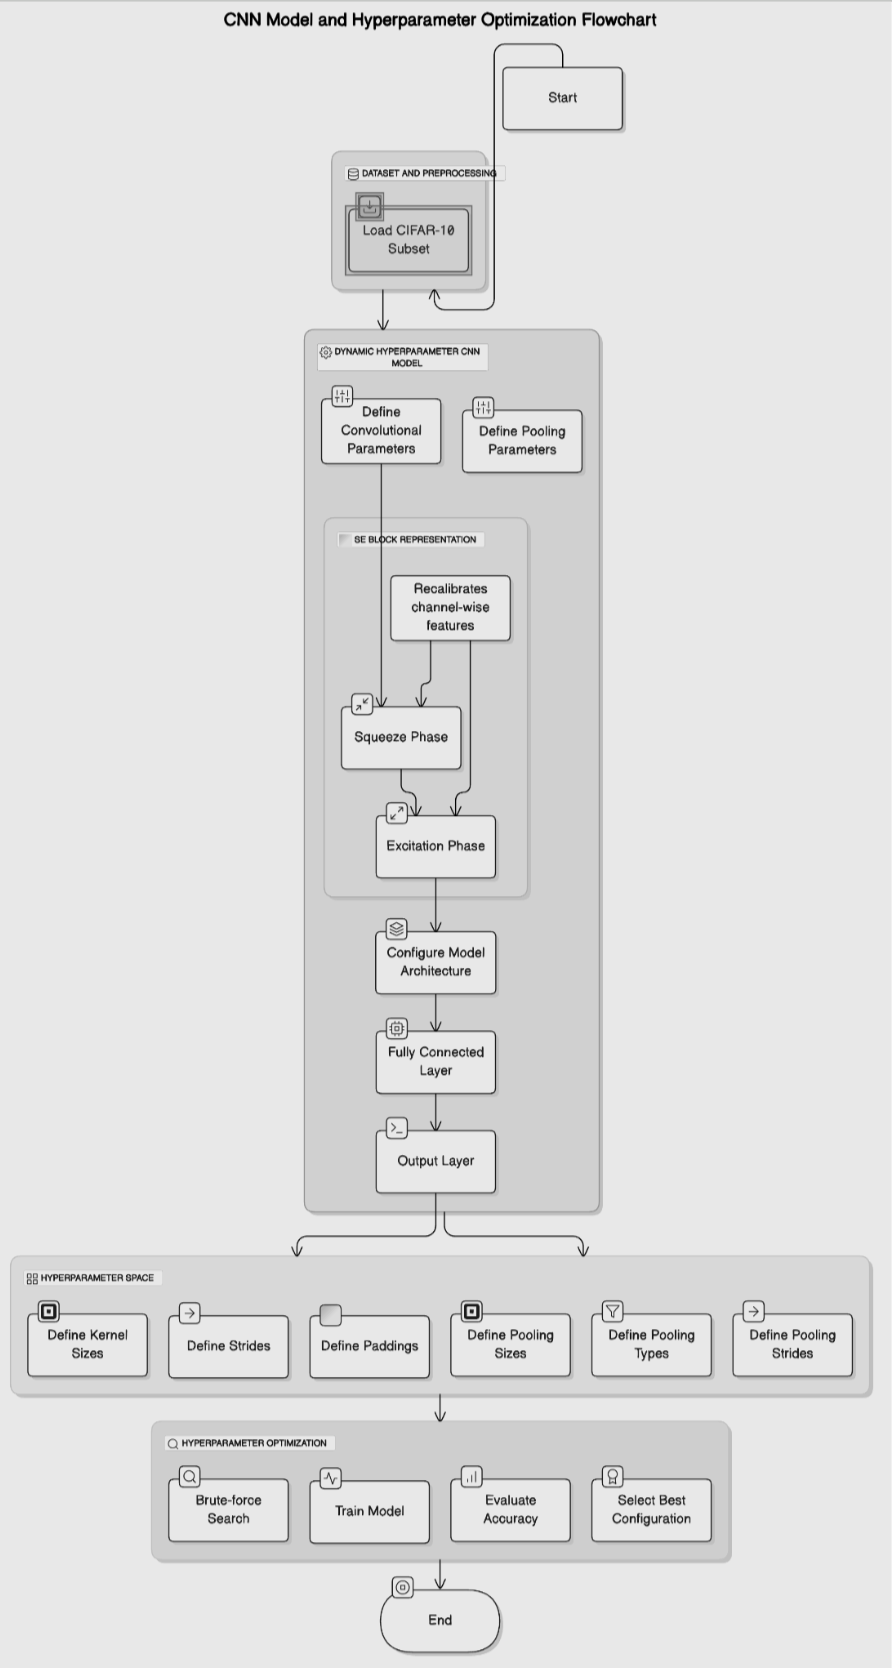 CNN Model and Hyperparameter Optimization Flowchart
Start
DATASET AND PREPROCESSING
Load CIFAR-10
Subset
DYNAMIC HYPERPARAMETER CNN
MODEL
Define
Convolutional
Parameters
Define Pooling
Parameters
SE BLOCK REPRESENTATION
Recalibrates
channel-wise
features
Squeeze Phase
Excitation Phase
Configure Model
Architecture
Fully Connected
Layer
Output Layer
HYPERPARAMETER SPACE
Define Kernel
Sizes
Define Strides
Define Paddings
Define Pooling
Sizes
Define Pooling
Types
Define Pooling
Strides
HYPERPARAMETER OPTIMIZATION
Brute-force
Search
Train Model
Evaluate
Accuracy
Select Best
Configuration
End